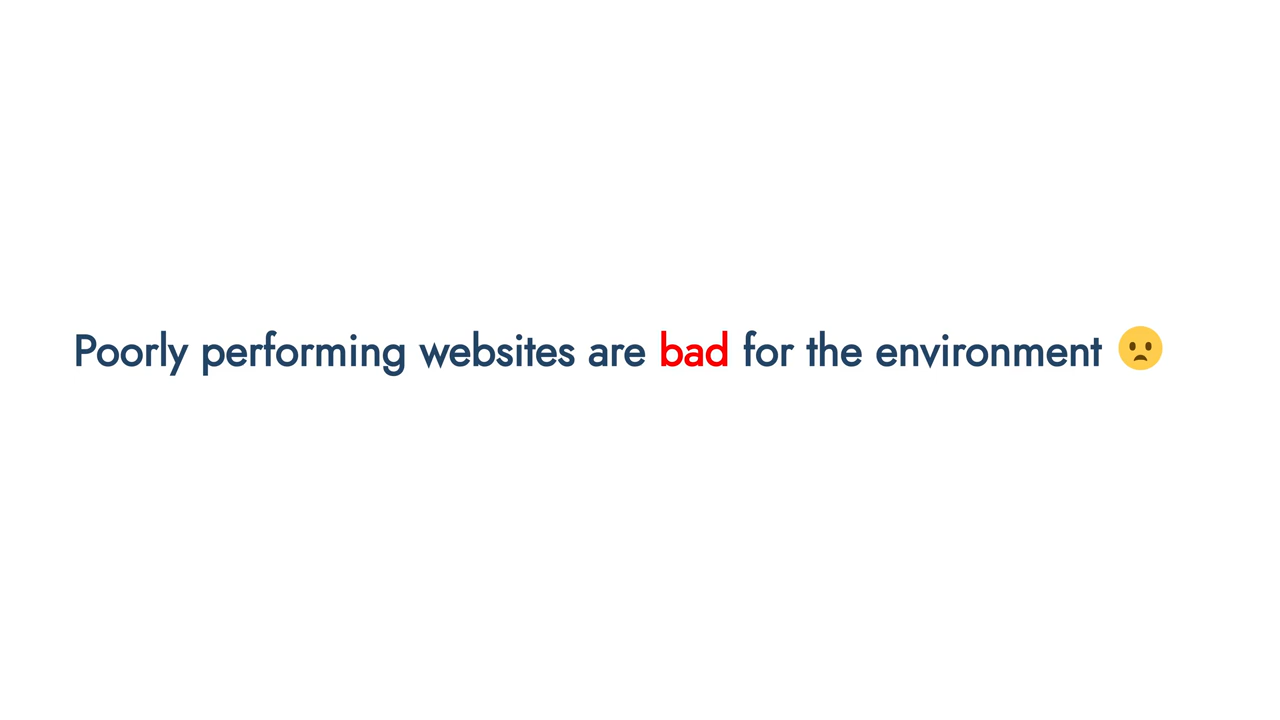 Poorly performing websites are bad for the environment 🙁